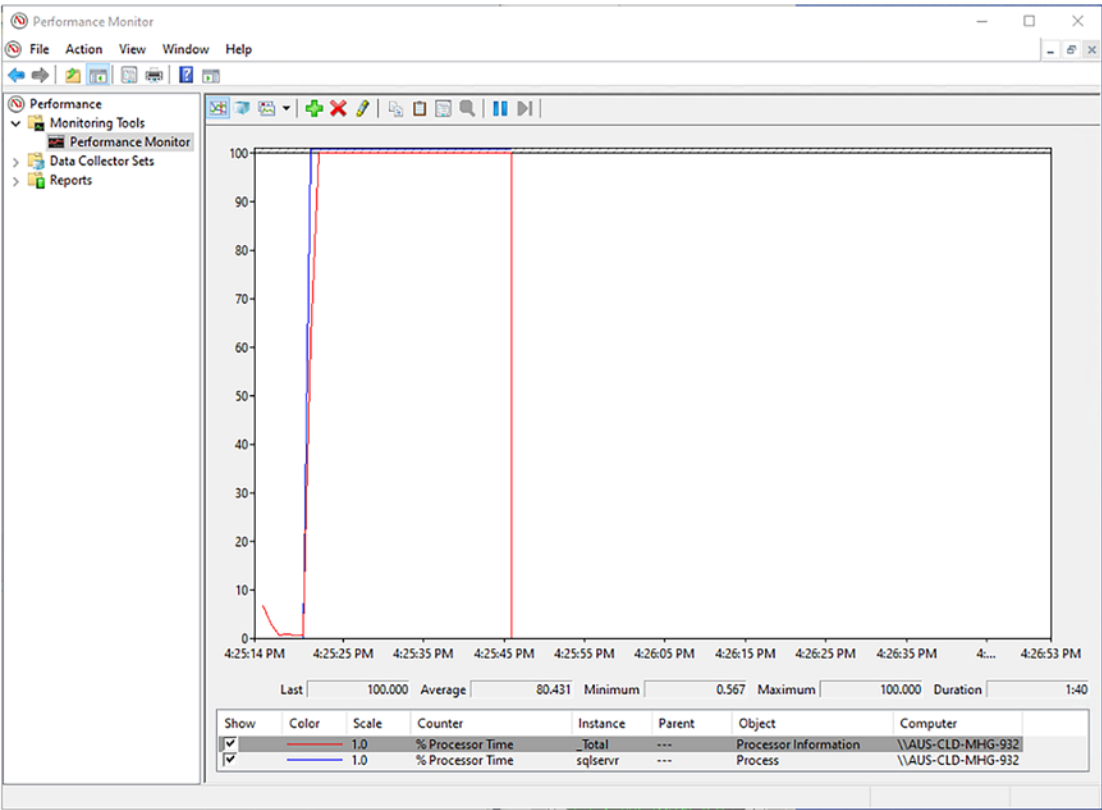 Performance Monitor
File Action View Window Help
Performance
Monitoring Tools
Performance Monitor
Data Collector Sets
Reports
100
90
80
70
60
50
40
30
20
10
0
4:25:14 PM 4:25:25 PM 4:25:35 PM 4:25:45 PM 4:25:55 PM 4:26:05 PM 4:26:15 PM 4:26:25 PM 4:26:35 PM 4:... 4:26:53 PM
Last 100.000 Average 80.431 Minimum 0.567 Maximum 100.000 Duration 1:40
Show Color Scale Counter Instance Parent Object Computer
1.0 % Processor Time _Total --- Processor Information \\AUS-CLD-MHG-932
1.0 % Processor Time sqlservr --- Process \\AUS-CLD-MHG-932